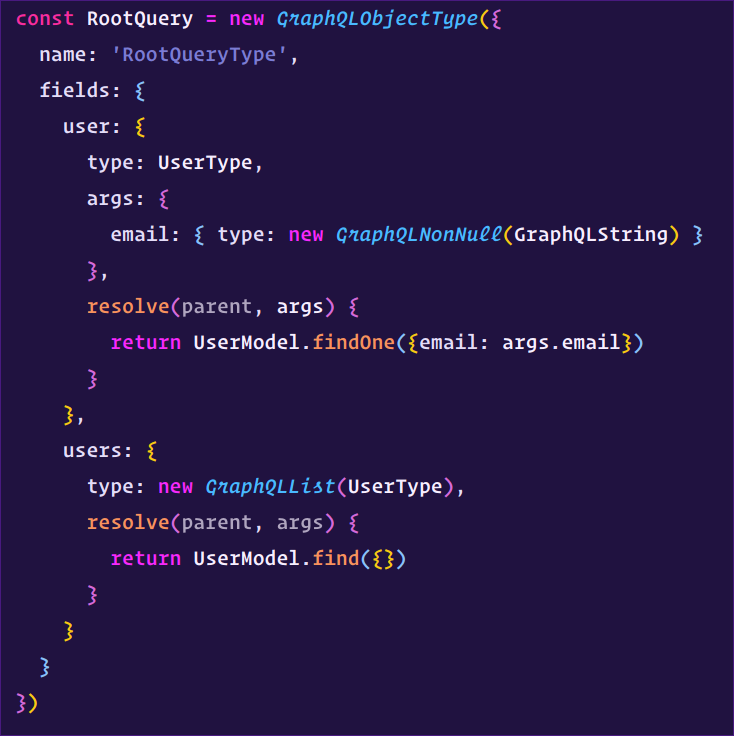 const RootQuery = new GraphQLObjectType({
  name: 'RootQueryType',
  fields: {
    user: {
      type: UserType,
      args: {
        email: { type: new GraphQLNonNull(GraphQLString) }
      },
      resolve(parent, args) {
        return UserModel.findOne({email: args.email})
      }
    },
    users: {
      type: new GraphQLList(UserType),
      resolve(parent, args) {
        return UserModel.find({})
      }
    }
  }
})